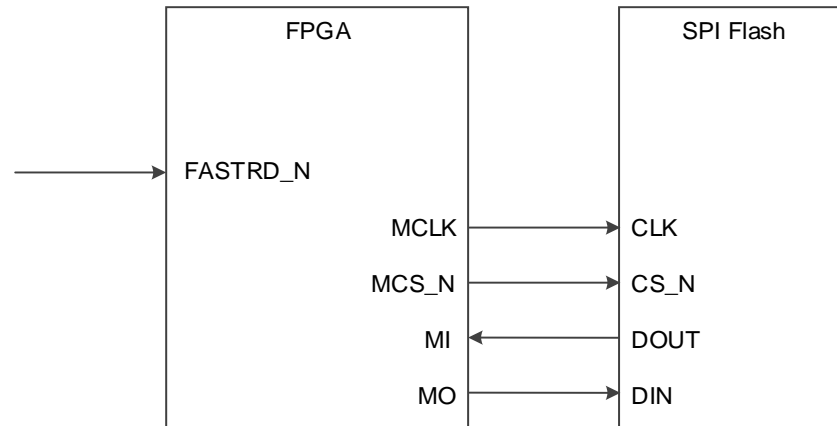 FPGA
SPI Flash
FASTRD_N
MCLK
CLK
MCS_N
CS_N
MI
DOUT
MO
DIN